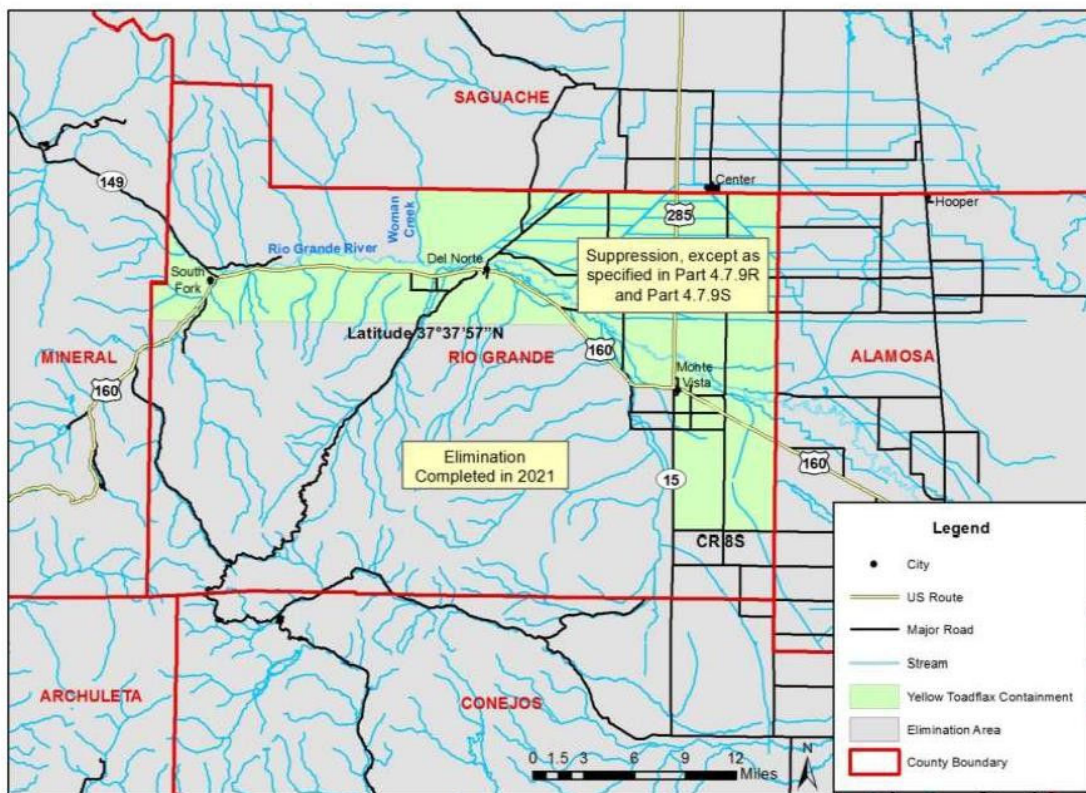 SAGUACHE
149
Center
Hooper
285
Woman
Creek
Rio Grande River
Del Norte
South
Fork
Suppression, except as
specified in Part 4.7.9R
and Part 4.7.9S
Latitude 37°37'57"N
MINERAL
RIO GRANDE
160
ALAMOSA
160
Monte
Vista
Elimination
Completed in 2021
15
160
CR 8S
ARCHULETA
CONEJOS
0 1.5 3 6 9 12
Miles
N
Legend
City
US Route
Major Road
Stream
Yellow Toadflax Containment
Elimination Area
County Boundary